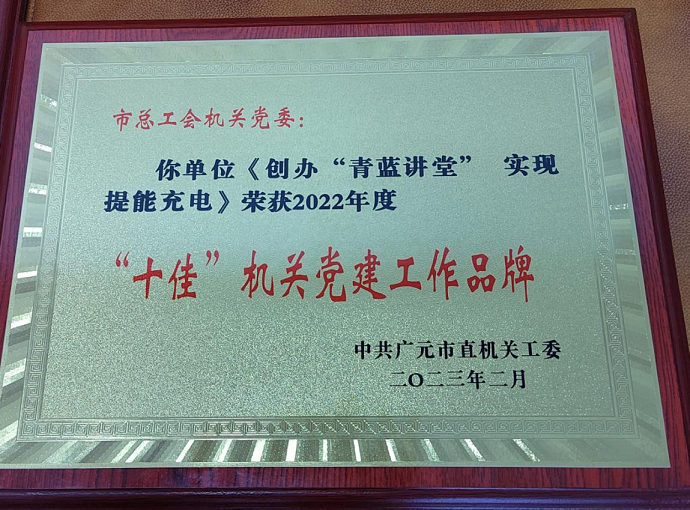 市总工会机关党委：
你单位《创办“青蓝讲堂” 实现
提能充电》荣获2022年度
“十佳”机关党建工作品牌
中共广元市直机关工委
二〇二三年二月